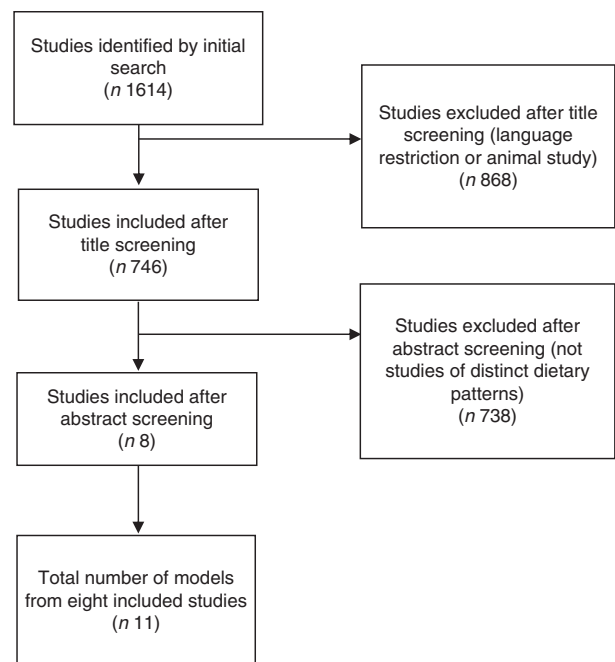 Studies identified by initial
search
(n 1614)
Studies excluded after title
screening (language
restriction or animal study)
(n 868)
Studies included after
title screening
(n 746)
Studies excluded after
abstract screening (not
studies of distinct dietary
patterns)
(n 738)
Studies included after
abstract screening
(n 8)
Total number of models
from eight included studies
(n 11)